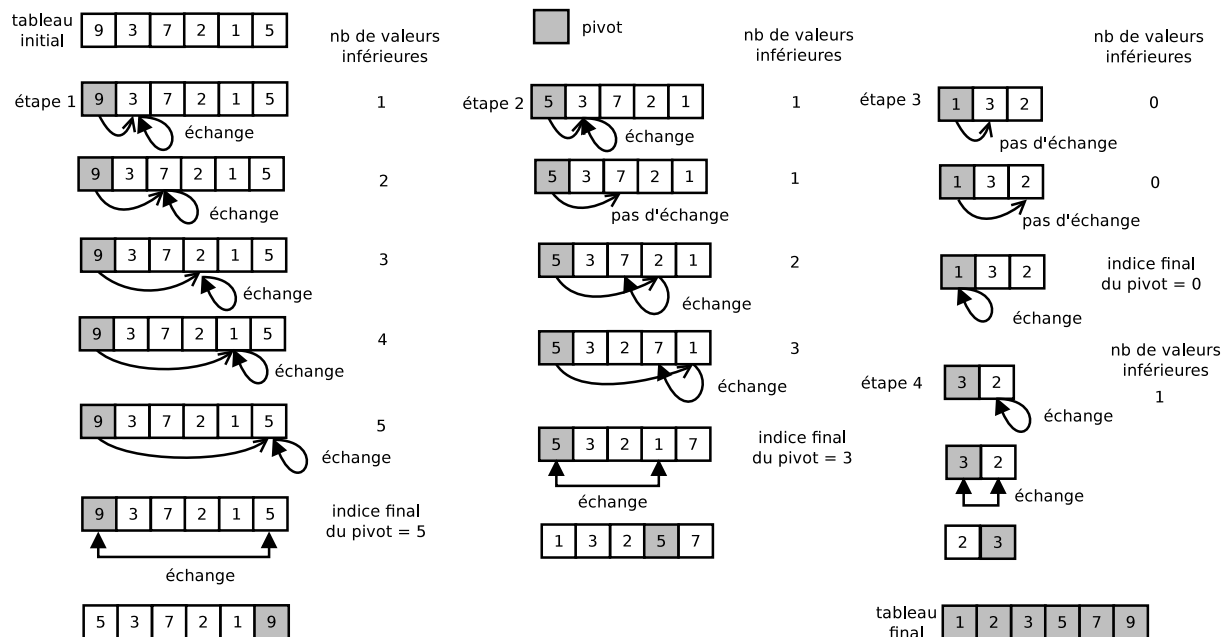 tableau
initial
9 3 7 2 1 5
nb de valeurs
inférieures
étape 1
9 3 7 2 1 5
1
échange
9 3 7 2 1 5
2
échange
9 3 7 2 1 5
3
échange
9 3 7 2 1 5
4
échange
9 3 7 2 1 5
5
échange
9 3 7 2 1 5
indice final
du pivot = 5
échange
5 3 7 2 1 9
pivot
nb de valeurs
inférieures
étape 2
5 3 7 2 1
1
échange
5 3 7 2 1
1
pas d'échange
5 3 7 2 1
2
échange
5 3 2 7 1
3
échange
5 3 2 1 7
indice final
du pivot = 3
échange
1 3 2 5 7
nb de valeurs
inférieures
étape 3
1 3 2
0
pas d'échange
1 3 2
0
pas d'échange
1 3 2
indice final
du pivot = 0
échange
nb de valeurs
inférieures
étape 4
3 2
1
échange
3 2
échange
2 3
tableau
final
1 2 3 5 7 9